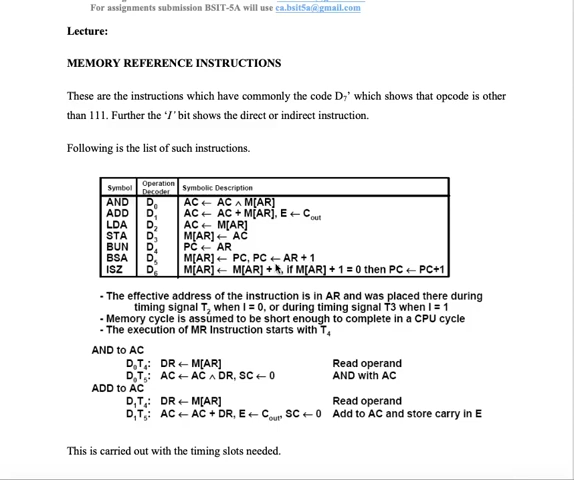 For assignments submission BSIT-5A will use ca.bsit5a@gmail.com
Lecture:
MEMORY REFERENCE INSTRUCTIONS
These are the instructions which have commonly the code D₇’ which shows that opcode is other
than 111. Further the ‘I’ bit shows the direct or indirect instruction.
Following is the list of such instructions.
Symbol Operation Decoder Symbolic Description
AND D₀ AC ← AC ∧ M[AR]
ADD D₁ AC ← AC + M[AR], E ← Cout
LDA D₂ AC ← M[AR]
STA D₃ M[AR] ← AC
BUN D₄ PC ← AR
BSA D₅ M[AR] ← PC, PC ← AR + 1
ISZ D₆ M[AR] ← M[AR] + , if M[AR] + 1 = 0 then PC ← PC+1
- The effective address of the instruction is in AR and was placed there during
timing signal T₂ when I = 0, or during timing signal T3 when I = 1
- Memory cycle is assumed to be short enough to complete in a CPU cycle
- The execution of MR Instruction starts with T₄
AND to AC
D₀T₄: DR ← M[AR] Read operand
D₀T₅: AC ← AC ∧ DR, SC ← 0 AND with AC
ADD to AC
D₁T₄: DR ← M[AR] Read operand
D₁T₅: AC ← AC + DR, E ← Cout, SC ← 0 Add to AC and store carry in E
This is carried out with the timing slots needed.